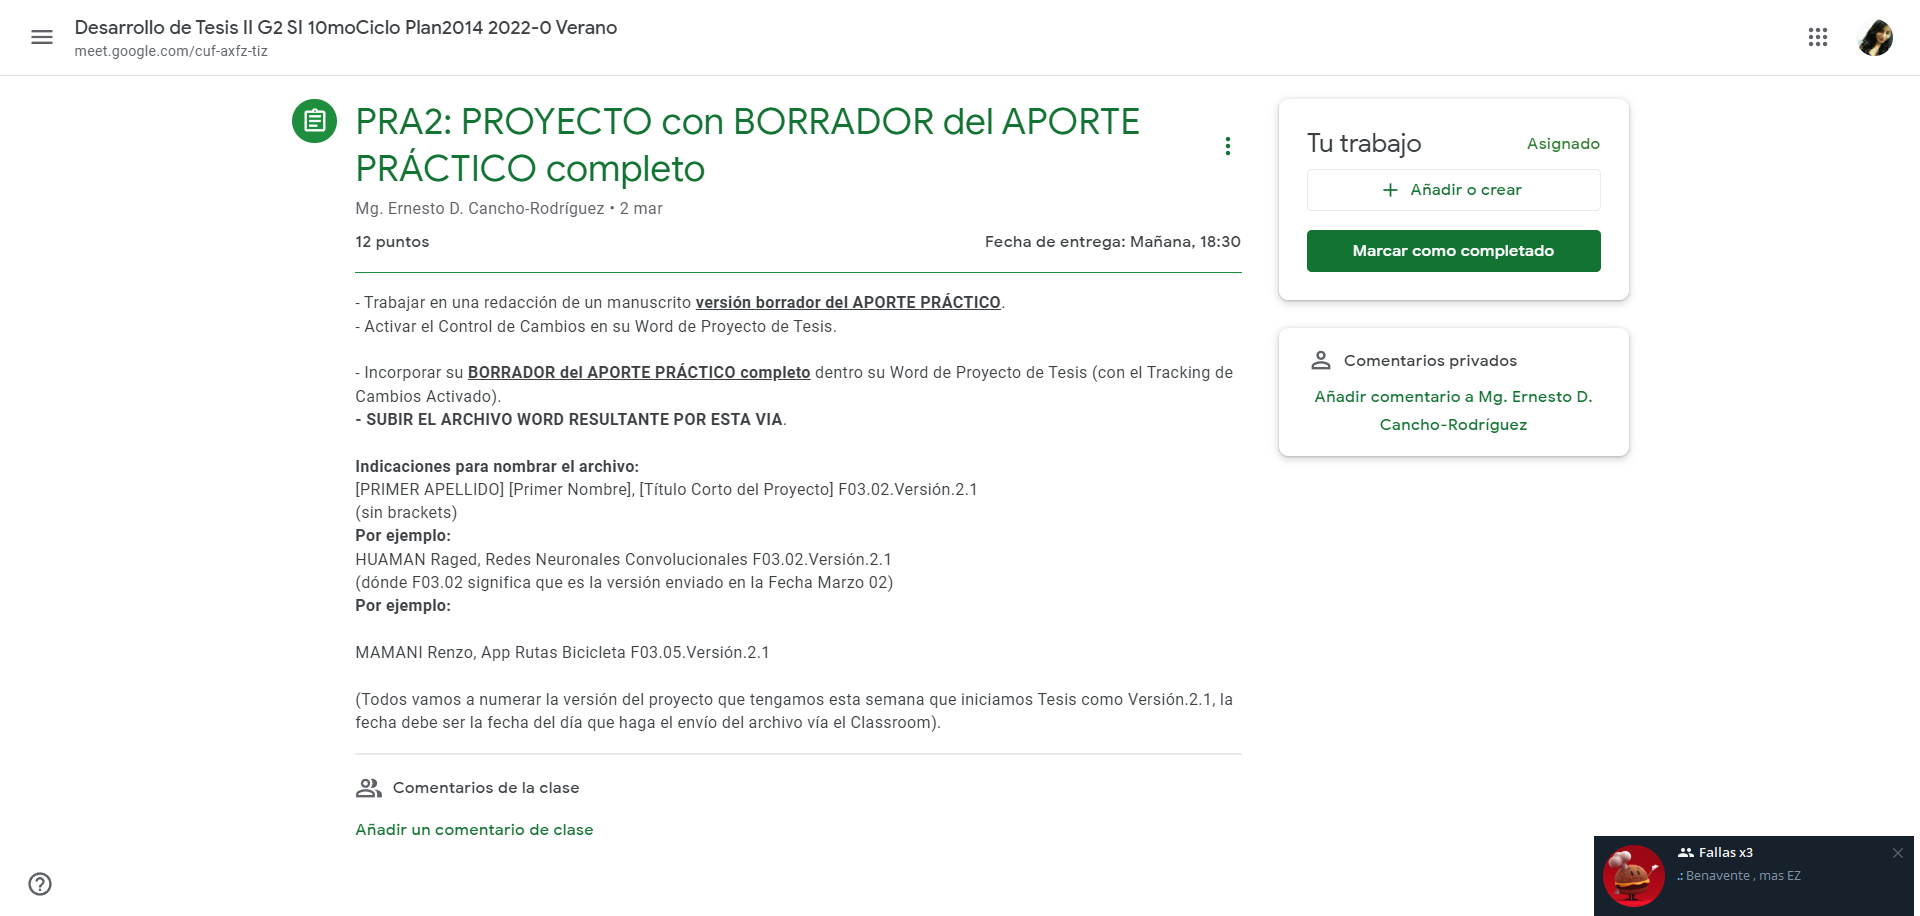 Desarrollo de Tesis II G2 SI 10moCiclo Plan2014 2022-0 Verano
meet.google.com/cuf-axfz-tiz
PRA2: PROYECTO con BORRADOR del APORTE
PRÁCTICO completo
Mg. Ernesto D. Cancho-Rodríguez • 2 mar
12 puntos
Fecha de entrega: Mañana, 18:30
- Trabajar en una redacción de un manuscrito versión borrador del APORTE PRÁCTICO.
- Activar el Control de Cambios en su Word de Proyecto de Tesis.
- Incorporar su BORRADOR del APORTE PRÁCTICO completo dentro su Word de Proyecto de Tesis (con el Tracking de
Cambios Activado).
- SUBIR EL ARCHIVO WORD RESULTANTE POR ESTA VIA.
Indicaciones para nombrar el archivo:
[PRIMER APELLIDO] [Primer Nombre], [Título Corto del Proyecto] F03.02.Versión.2.1
(sin brackets)
Por ejemplo:
HUAMAN Raged, Redes Neuronales Convolucionales F03.02.Versión.2.1
(dónde F03.02 significa que es la versión enviado en la Fecha Marzo 02)
Por ejemplo:
MAMANI Renzo, App Rutas Bicicleta F03.05.Versión.2.1
(Todos vamos a numerar la versión del proyecto que tengamos esta semana que iniciamos Tesis como Versión.2.1, la
fecha debe ser la fecha del día que haga el envío del archivo vía el Classroom).
Comentarios de la clase
Añadir un comentario de clase
Tu trabajo
Asignado
Añadir o crear
Marcar como completado
Comentarios privados
Añadir comentario a Mg. Ernesto D.
Cancho-Rodríguez
Fallas x3
.: Benavente , mas EZ